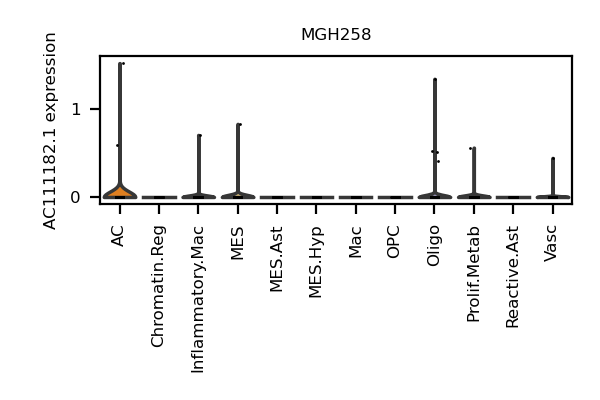 MGH258
AC111182.1 expression
1
0
AC
Chromatin.Reg
Inflammatory.Mac
MES
MES.Ast
MES.Hyp
Mac
OPC
Oligo
Prolif.Metab
Reactive.Ast
Vasc